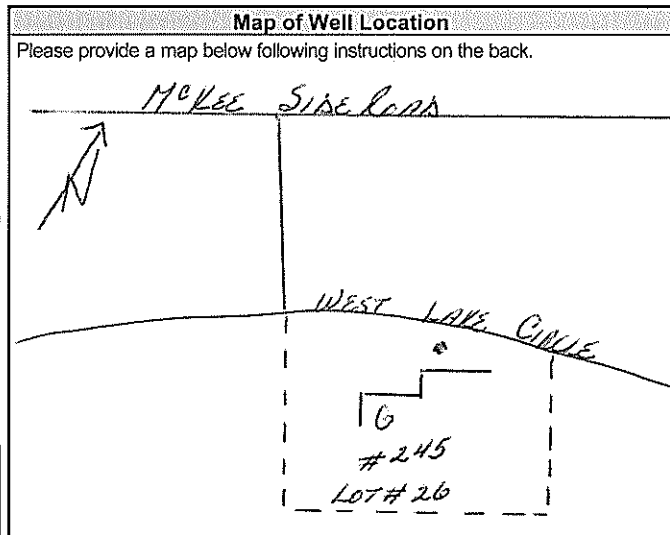 Map of Well Location
Please provide a map below following instructions on the back.
McKEE SIDE ROAD
N
WEST LAKE CIRCLE
G
#245
LOT # 26